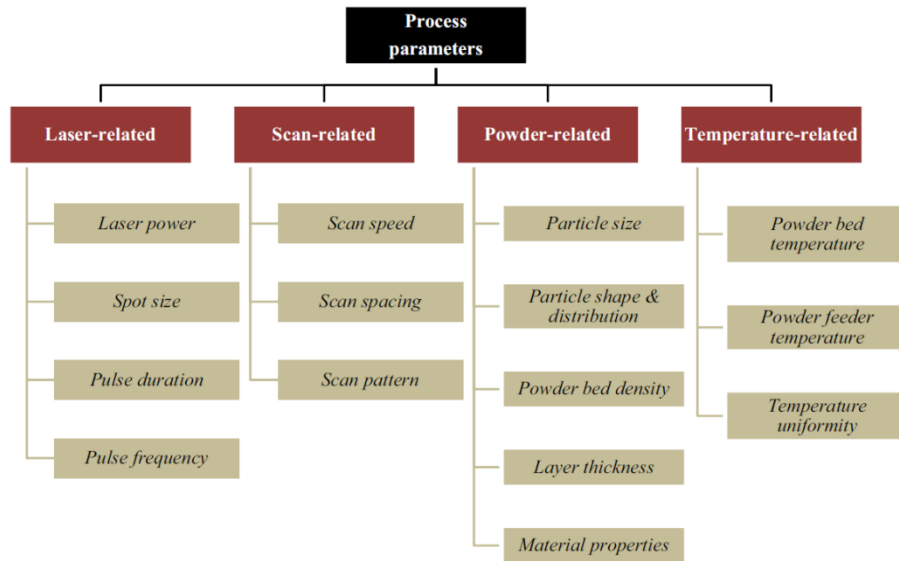 Process
parameters
Laser-related
Scan-related
Powder-related
Temperature-related
Laser power
Spot size
Pulse duration
Pulse frequency
Scan speed
Scan spacing
Scan pattern
Particle size
Particle shape &
distribution
Powder bed density
Layer thickness
Material properties
Powder bed
temperature
Powder feeder
temperature
Temperature
uniformity